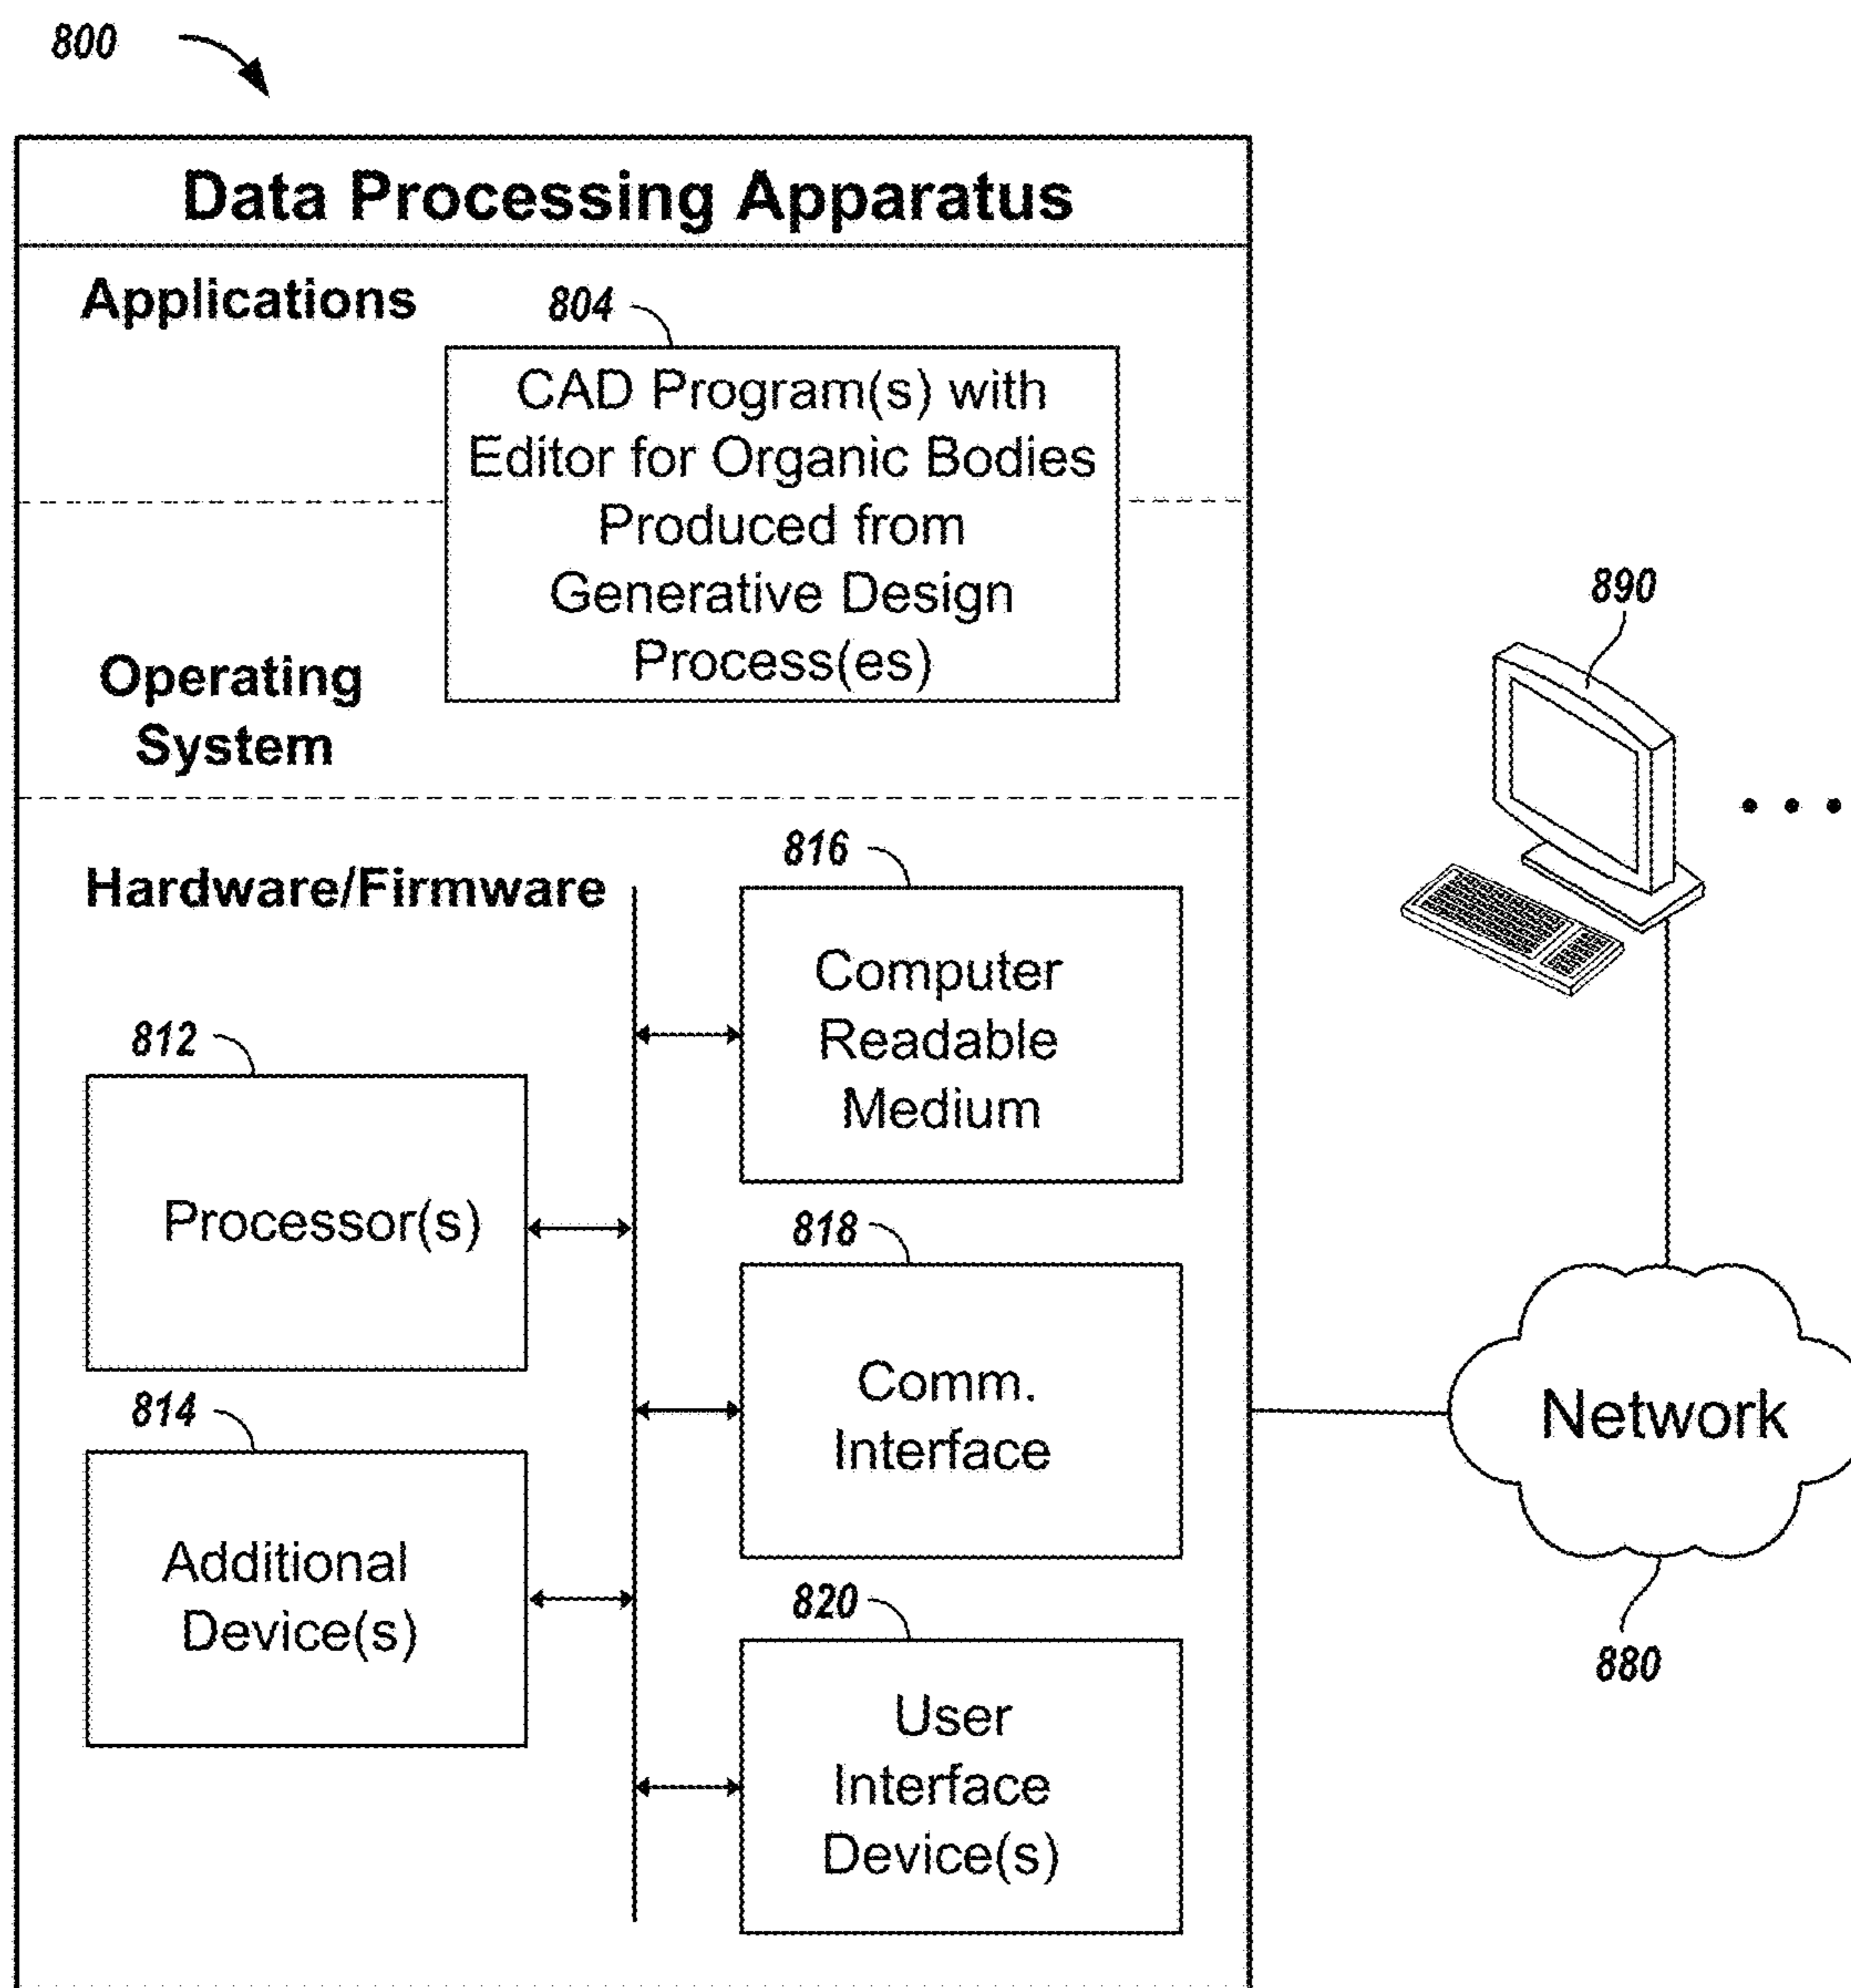 800
Data Processing Apparatus
Applications
804
CAD Program(s) with
Editor for Organic Bodies
Produced from
Generative Design
Process(es)
Operating
System
890
Hardware/Firmware
816
Computer
Readable
Medium
812
Processor(s)
818
Comm.
Interface
Network
880
814
Additional
Device(s)
820
User
Interface
Device(s)